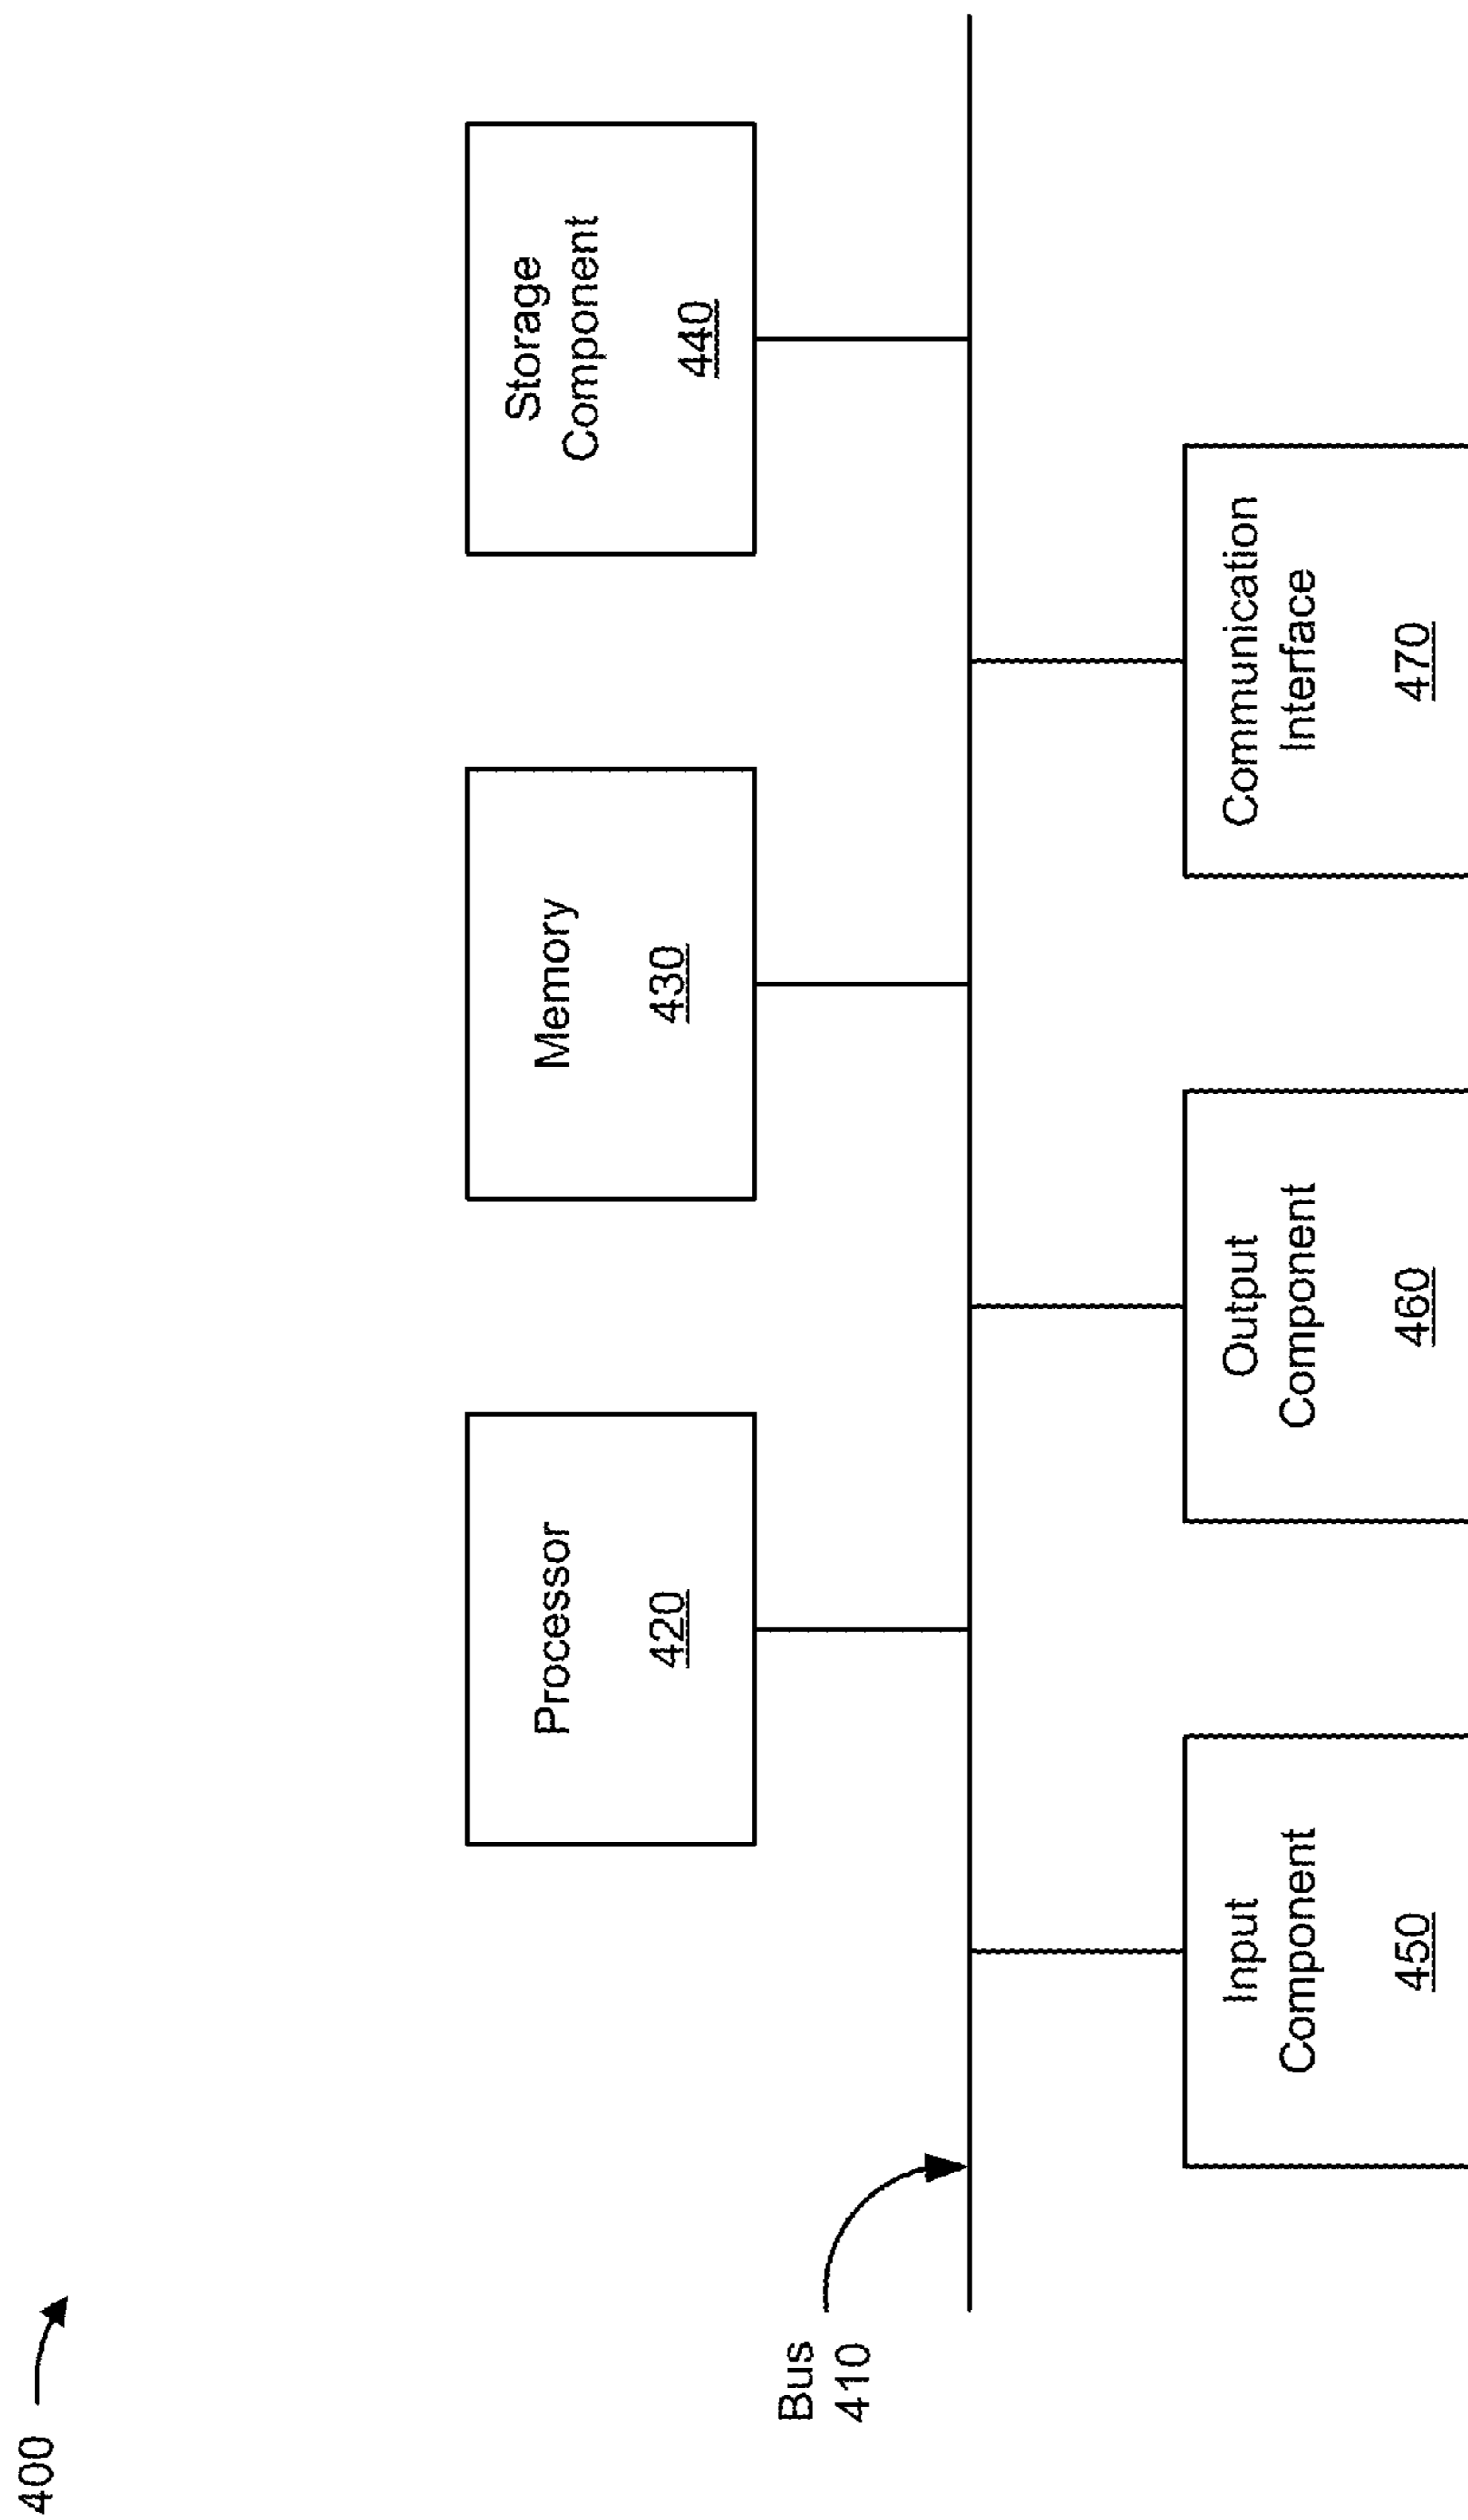 400
Processor
420
Memory
430
Storage
Component
440
Bus
410
Input
Component
450
Output
Component
460
Communication
Interface
470